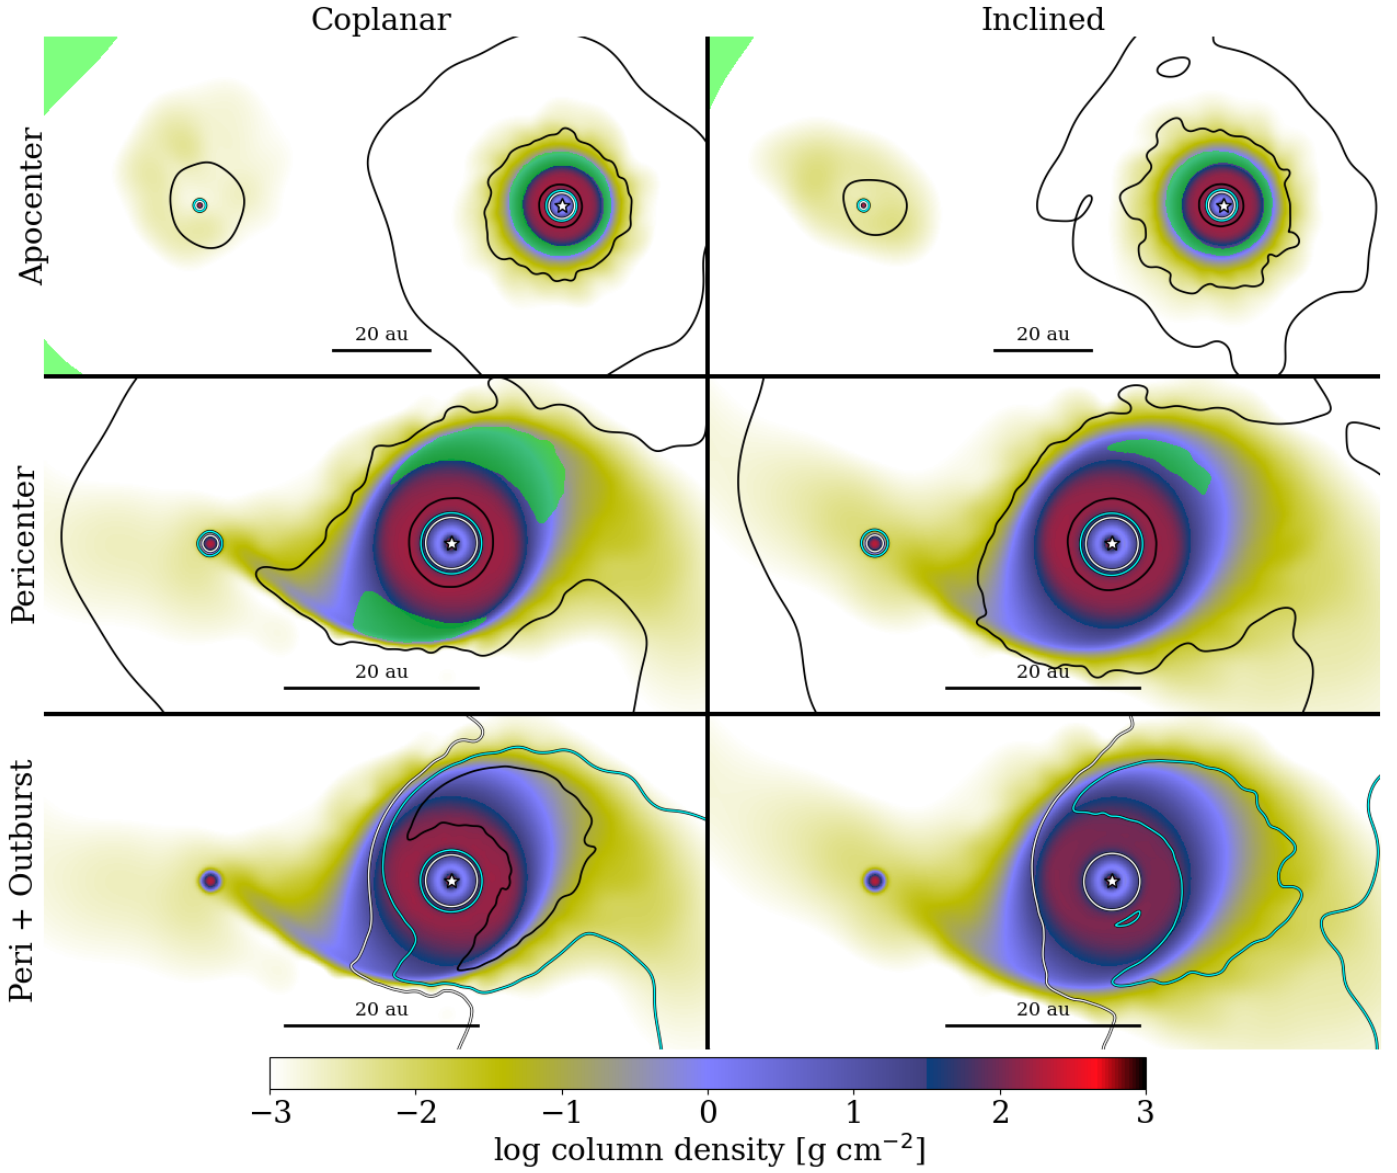 Coplanar
Inclined
Apocenter
20 au
20 au
Pericenter
20 au
20 au
Peri + Outburst
20 au
20 au
−3 −2 −1 0 1 2 3
log column density [g cm⁻²]